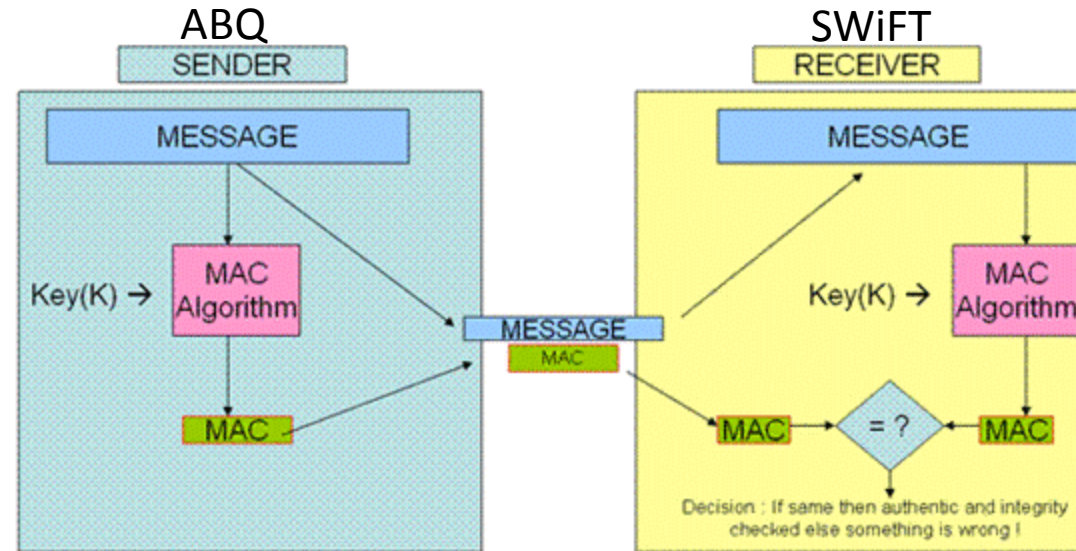 ABQ
SENDER
MESSAGE
Key(K) →
MAC
Algorithm
MAC
MESSAGE
MAC
SWiFT
RECEIVER
MESSAGE
Key(K) →
MAC
Algorithm
MAC
= ?
MAC
Decision : If same then authentic and integrity
checked else something is wrong !